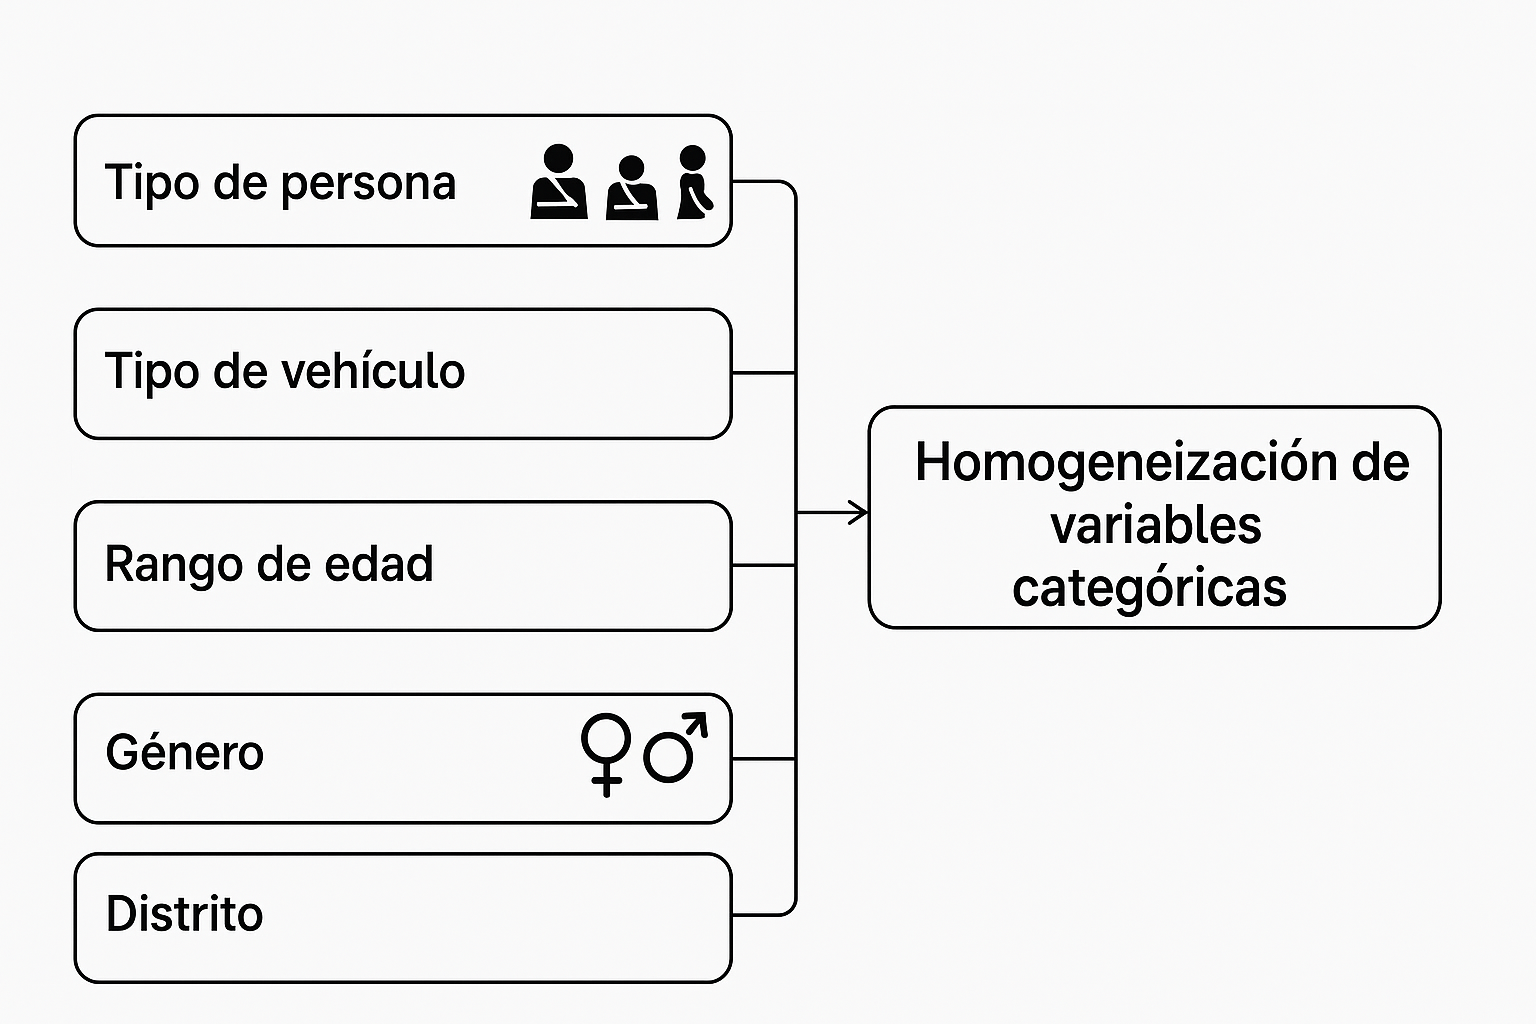 Tipo de persona
Tipo de vehículo
Rango de edad
Género
Distrito
Homogeneización de
variables
categóricas